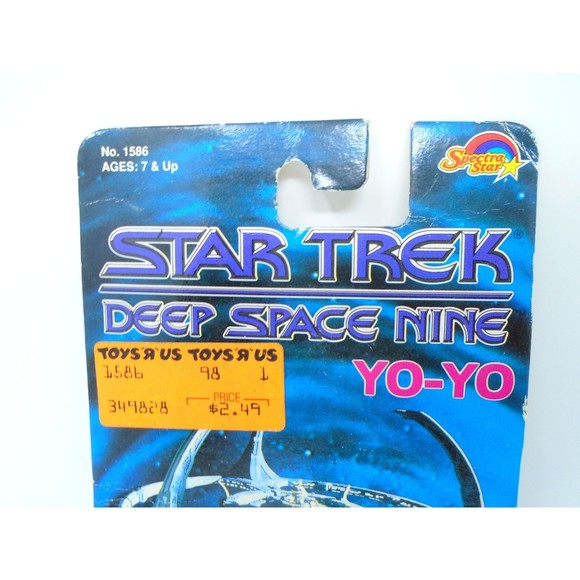 No. 1586
AGES: 7 & Up
Spectra
Star
STAR TREK®
DEEP SPACE NINE
YO-YO
TOYS "R" US TOYS "R" US
1586 98 1
PRICE
349828 $2.49